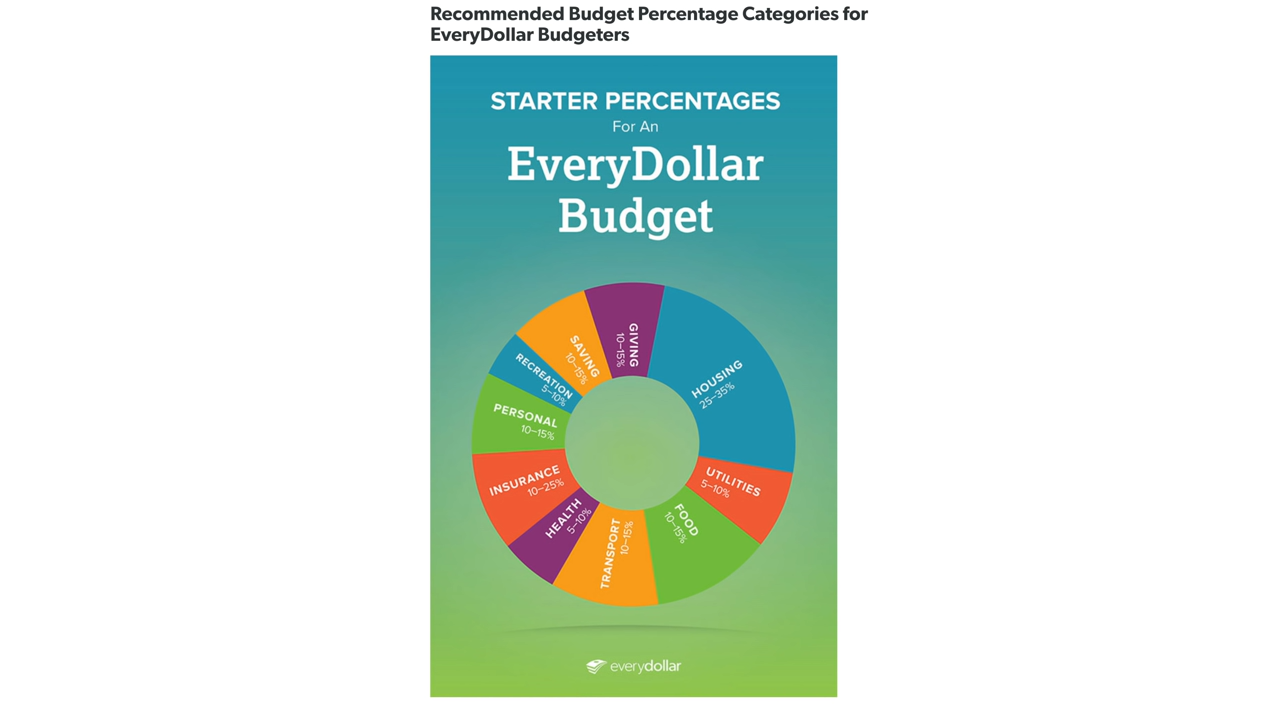 Recommended Budget Percentage Categories for
EveryDollar Budgeters
STARTER PERCENTAGES
For An
EveryDollar
Budget
GIVING
10–15%
HOUSING
25–35%
UTILITIES
5–10%
FOOD
10–15%
TRANSPORT
10–15%
HEALTH
5–10%
INSURANCE
10–25%
PERSONAL
10–15%
RECREATION
5–10%
SAVING
10–15%
everydollar